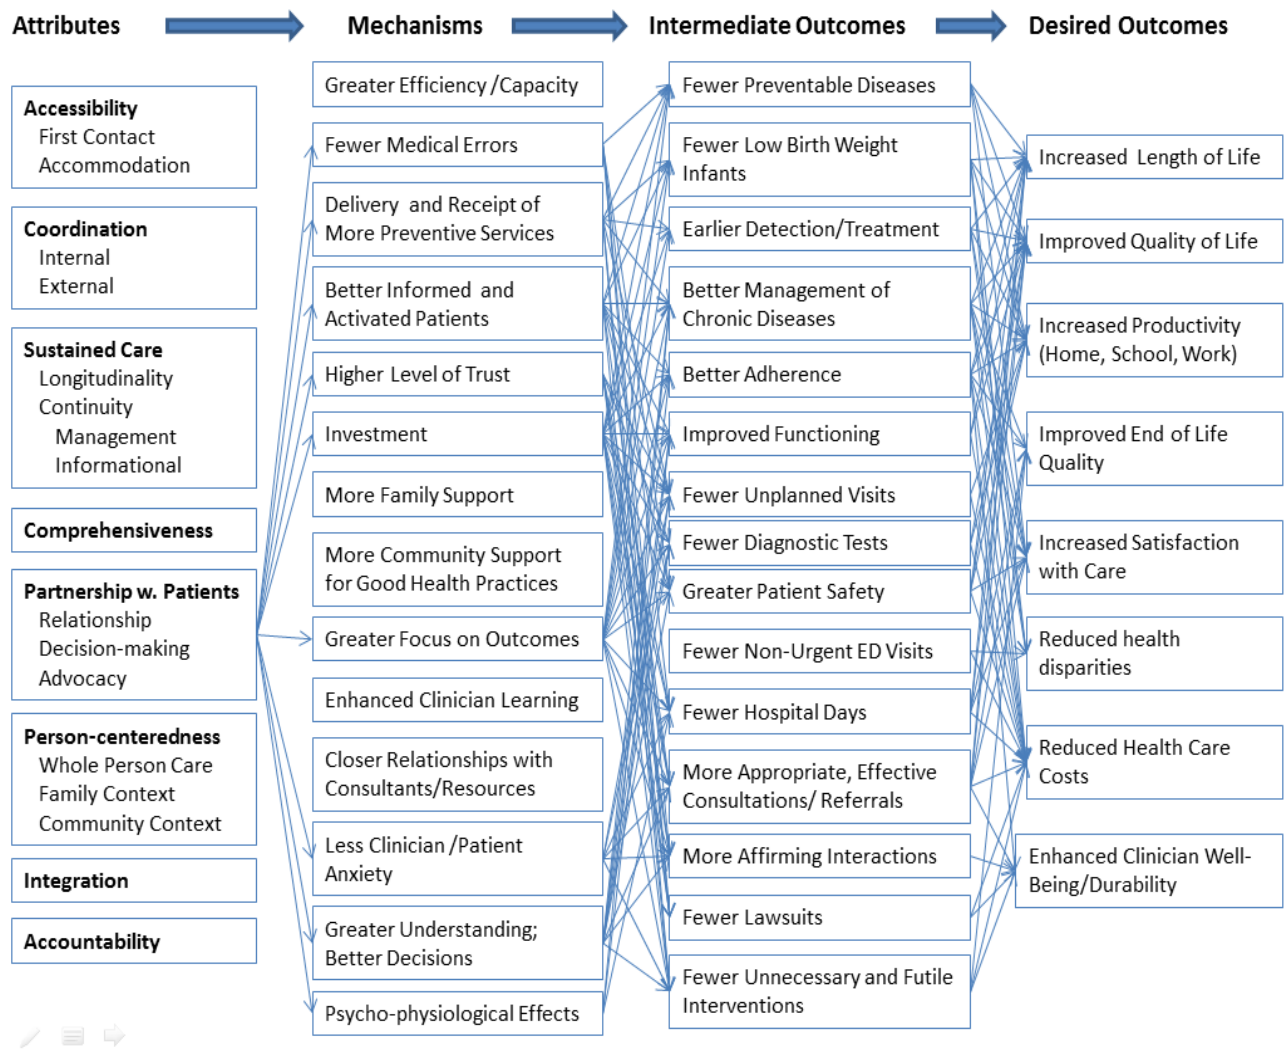 Attributes
Mechanisms
Intermediate Outcomes
Desired Outcomes
Accessibility
First Contact
Accommodation
Coordination
Internal
External
Sustained Care
Longitudinality
Continuity
Management
Informational
Comprehensiveness
Partnership w. Patients
Relationship
Decision-making
Advocacy
Person-centeredness
Whole Person Care
Family Context
Community Context
Integration
Accountability
Greater Efficiency /Capacity
Fewer Medical Errors
Delivery and Receipt of
More Preventive Services
Better Informed and
Activated Patients
Higher Level of Trust
Investment
More Family Support
More Community Support
for Good Health Practices
Greater Focus on Outcomes
Enhanced Clinician Learning
Closer Relationships with
Consultants/Resources
Less Clinician /Patient
Anxiety
Greater Understanding;
Better Decisions
Psycho-physiological Effects
Fewer Preventable Diseases
Fewer Low Birth Weight
Infants
Earlier Detection/Treatment
Better Management of
Chronic Diseases
Better Adherence
Improved Functioning
Fewer Unplanned Visits
Fewer Diagnostic Tests
Greater Patient Safety
Fewer Non-Urgent ED Visits
Fewer Hospital Days
More Appropriate, Effective
Consultations/ Referrals
More Affirming Interactions
Fewer Lawsuits
Fewer Unnecessary and Futile
Interventions
Increased Length of Life
Improved Quality of Life
Increased Productivity
(Home, School, Work)
Improved End of Life
Quality
Increased Satisfaction
with Care
Reduced health
disparities
Reduced Health Care
Costs
Enhanced Clinician Well-
Being/Durability